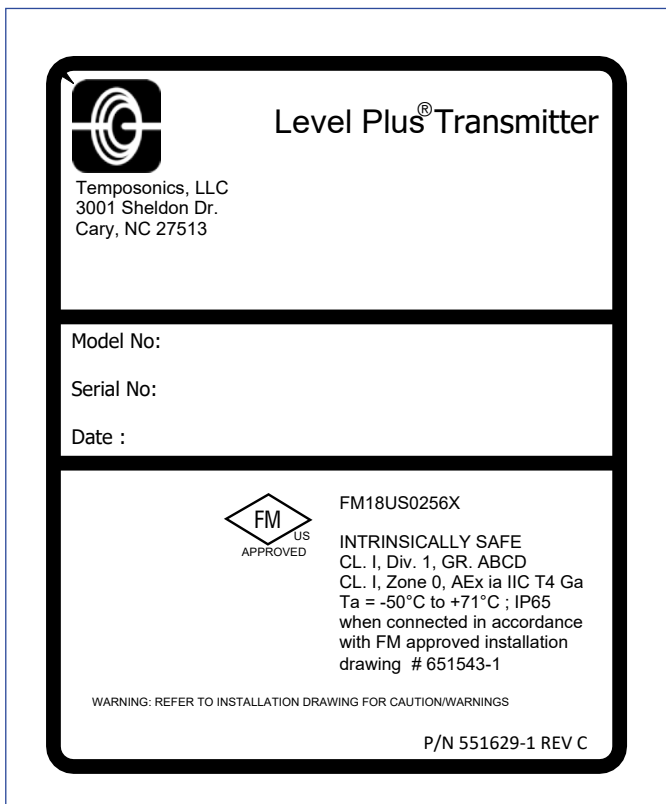 Level Plus® Transmitter
Temposonics, LLC
3001 Sheldon Dr.
Cary, NC 27513
Model No:
Serial No:
Date :
FM
US
APPROVED
FM18US0256X
INTRINSICALLY SAFE
CL. I, Div. 1, GR. ABCD
CL. I, Zone 0, AEx ia IIC T4 Ga
Ta = -50°C to +71°C ; IP65
when connected in accordance
with FM approved installation
drawing # 651543-1
WARNING: REFER TO INSTALLATION DRAWING FOR CAUTION/WARNINGS
P/N 551629-1 REV C